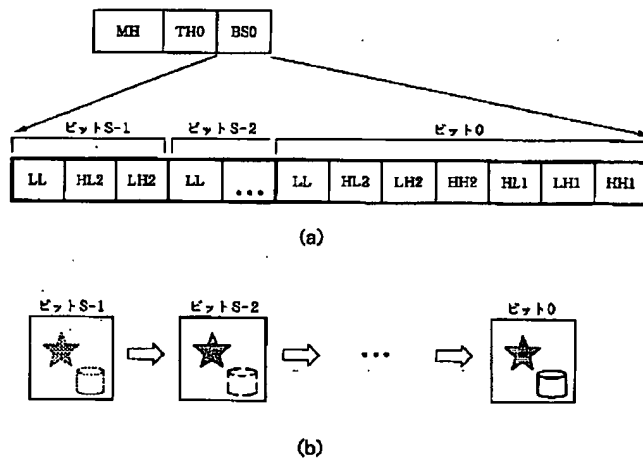 MH TH0 BS0
ビットS-1 ビットS-2 ビット0
LL HL2 LH2 LL ... LL HL2 LH2 HH2 HL1 LH1 HH1
(a)
ビットS-1 ビットS-2 ビット0
...
(b)